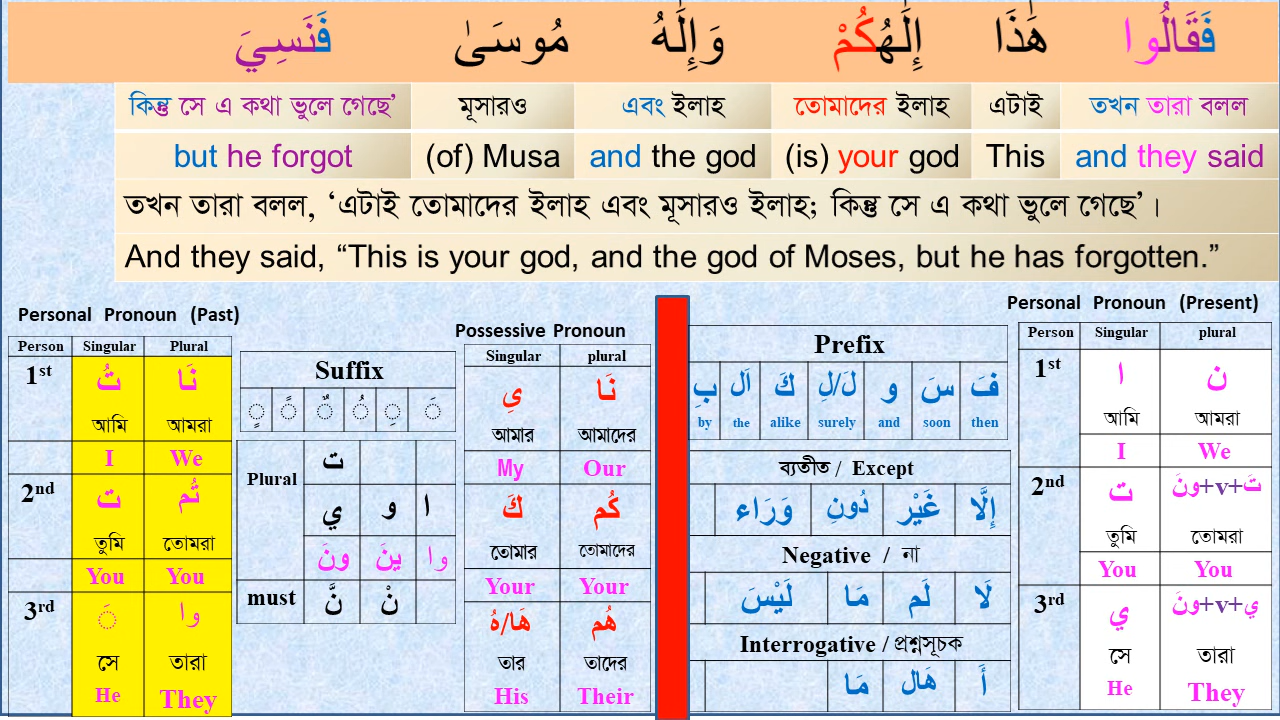 فَقَالُوا هَٰذَا إِلَٰهُكُمْ وَإِلَٰهُ مُوسَىٰ فَنَسِيَ
কিন্তু সে এ কথা ভুলে গেছে’ মূসারও এবং ইলাহ তোমাদের ইলাহ এটাই তখন তারা বলল
but he forgot (of) Musa and the god (is) your god This and they said
তখন তারা বলল, ‘এটাই তোমাদের ইলাহ এবং মূসারও ইলাহ; কিন্তু সে এ কথা ভুলে গেছে’।
And they said, “This is your god, and the god of Moses, but he has forgotten.”
Personal Pronoun (Past)
Person Singular Plural
1st تُ نَا
আমি আমরা
I We
2nd ت تُم
তুমি তোমরা
You You
3rd َ وا
সে তারা
He They
Suffix
ٍ ً ٌ ُ ِ َ
Plural ت
ي و ا
ونَ ينَ وا
must نَّ نْ
Possessive Pronoun
Singular plural
يِ نَا
আমার আমাদের
My Our
كَ كُم
তোমার তোমাদের
Your Your
هَا/هُ هُم
তার তাদের
His Their
Prefix
بِ اَل كَ لَ/لِ و سَ فَ
by the alike surely and soon then
ব্যতীত / Except
وَرَاء دُونِ غَيْر إِلَّا
Negative / না
لَيْسَ مَا لَم لَا
Interrogative / প্রশ্নসূচক
مَا هَال أَ
Personal Pronoun (Present)
Person Singular plural
1st ا ن
আমি আমরা
I We
2nd ت تَ+v+ونَ
তুমি তোমরা
You You
3rd ي ي+v+ونَ
সে তারা
He They